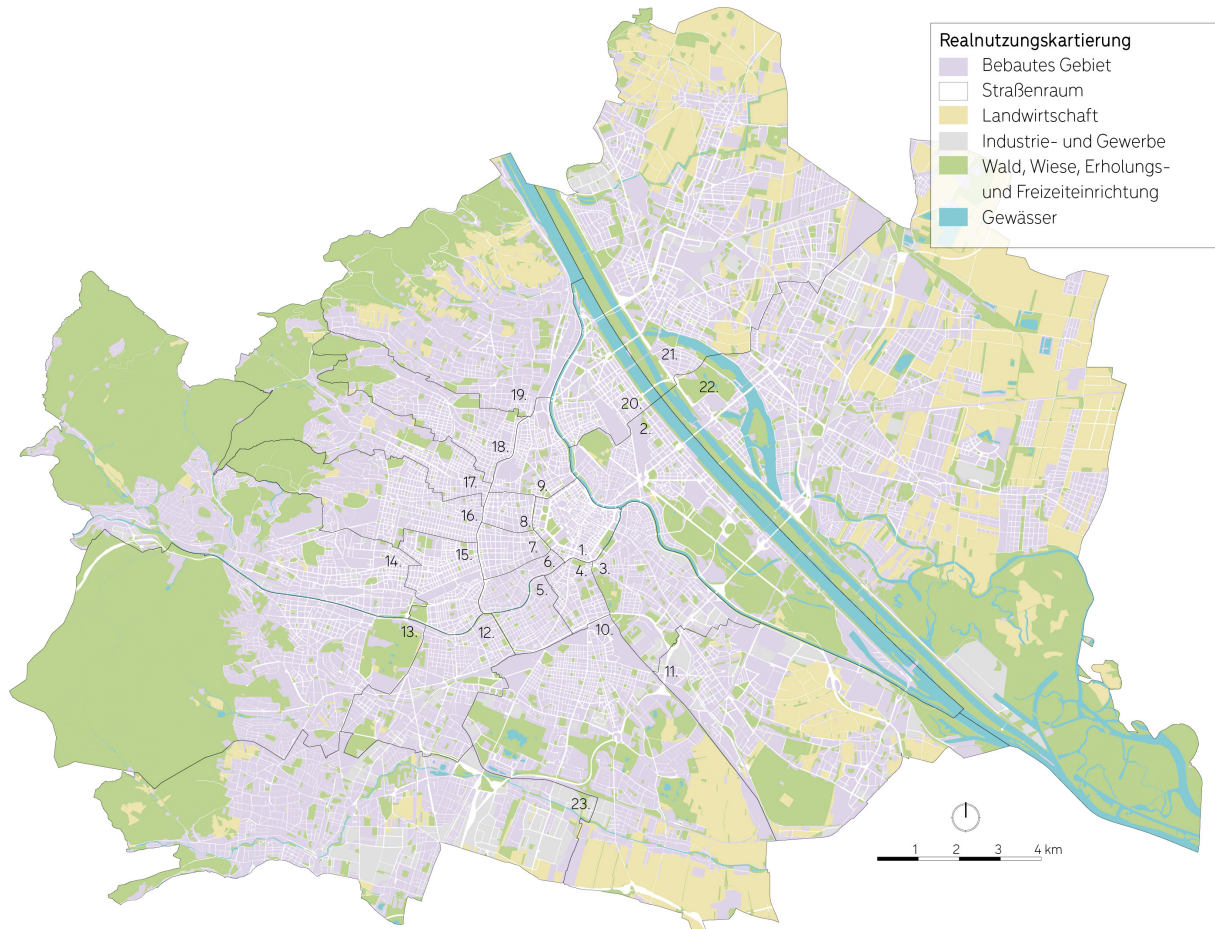 Realnutzungskartierung
Bebautes Gebiet
Straßenraum
Landwirtschaft
Industrie- und Gewerbe
Wald, Wiese, Erholungs-
und Freizeiteinrichtung
Gewässer
21.
22.
20.
19.
2.
18.
17.
9.
16.
8.
7.
1.
15.
6.
14.
4.
3.
5.
13.
12.
10.
11.
23.
1 2 3 4 km